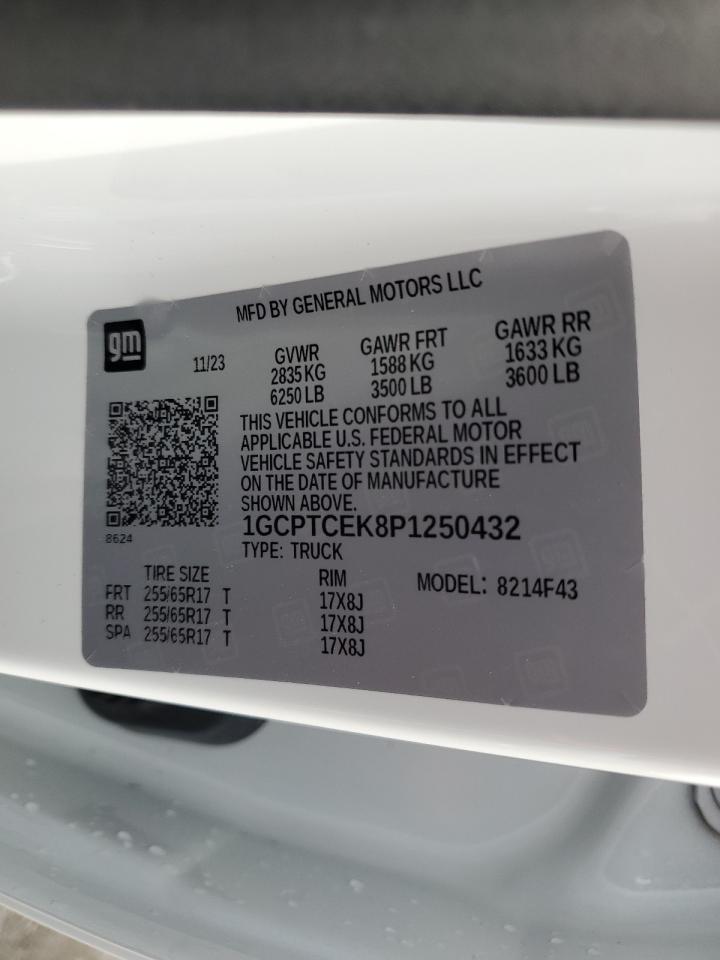 MFD BY GENERAL MOTORS LLC
gm
11/23
GVWR
2835 KG
6250 LB
GAWR FRT
1588 KG
3500 LB
GAWR RR
1633 KG
3600 LB
THIS VEHICLE CONFORMS TO ALL
APPLICABLE U.S. FEDERAL MOTOR
VEHICLE SAFETY STANDARDS IN EFFECT
ON THE DATE OF MANUFACTURE
SHOWN ABOVE.
8624
1GCPTCEK8P1250432
TYPE: TRUCK
TIRE SIZE RIM MODEL: 8214F43
FRT 255/65R17 T 17X8J
RR 255/65R17 T 17X8J
SPA 255/65R17 T 17X8J